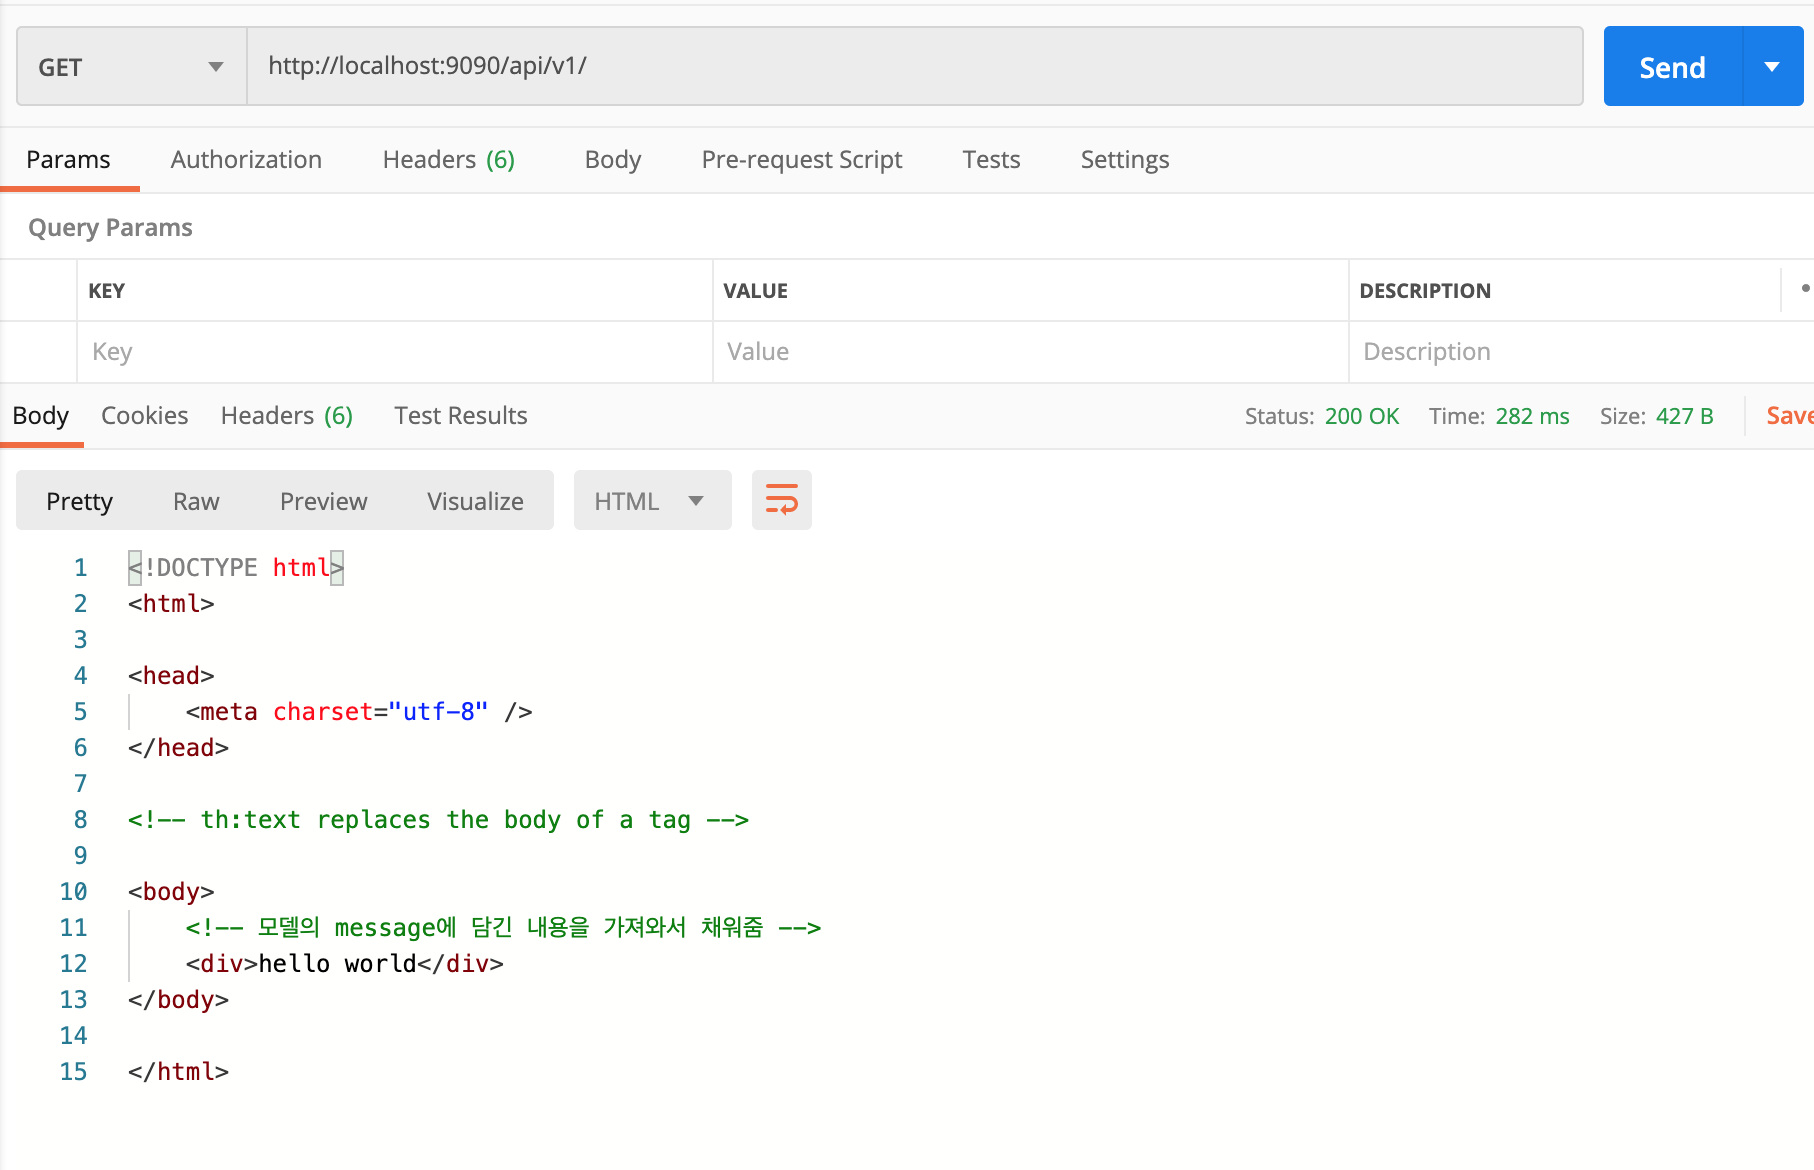 GET http://localhost:9090/api/v1/ Send
Params Authorization Headers (6) Body Pre-request Script Tests Settings
Query Params
KEY VALUE DESCRIPTION
Key Value Description
Body Cookies Headers (6) Test Results Status: 200 OK Time: 282 ms Size: 427 B Save
Pretty Raw Preview Visualize HTML
1 <!DOCTYPE html>
2 <html>
3
4 <head>
5     <meta charset="utf-8" />
6 </head>
7
8 <!-- th:text replaces the body of a tag -->
9
10 <body>
11     <!-- 모델의 message에 담긴 내용을 가져와서 채워줌 -->
12     <div>hello world</div>
13 </body>
14
15 </html>